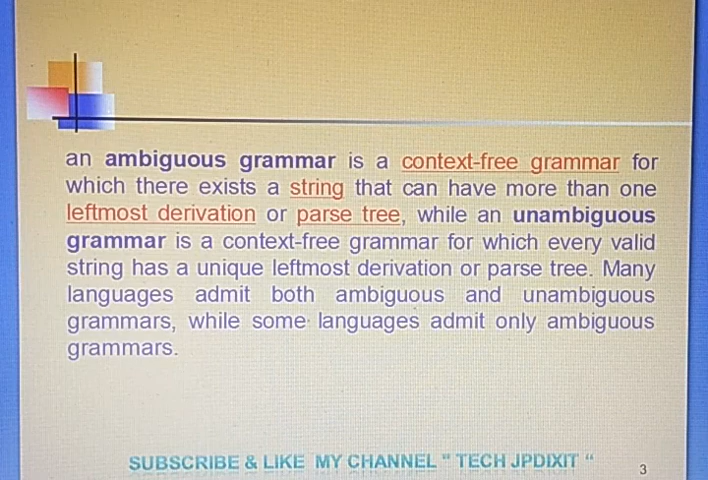 an ambiguous grammar is a context-free grammar for
which there exists a string that can have more than one
leftmost derivation or parse tree, while an unambiguous
grammar is a context-free grammar for which every valid
string has a unique leftmost derivation or parse tree. Many
languages admit both ambiguous and unambiguous
grammars, while some languages admit only ambiguous
grammars.
SUBSCRIBE & LIKE MY CHANNEL " TECH JPDIXIT “
3